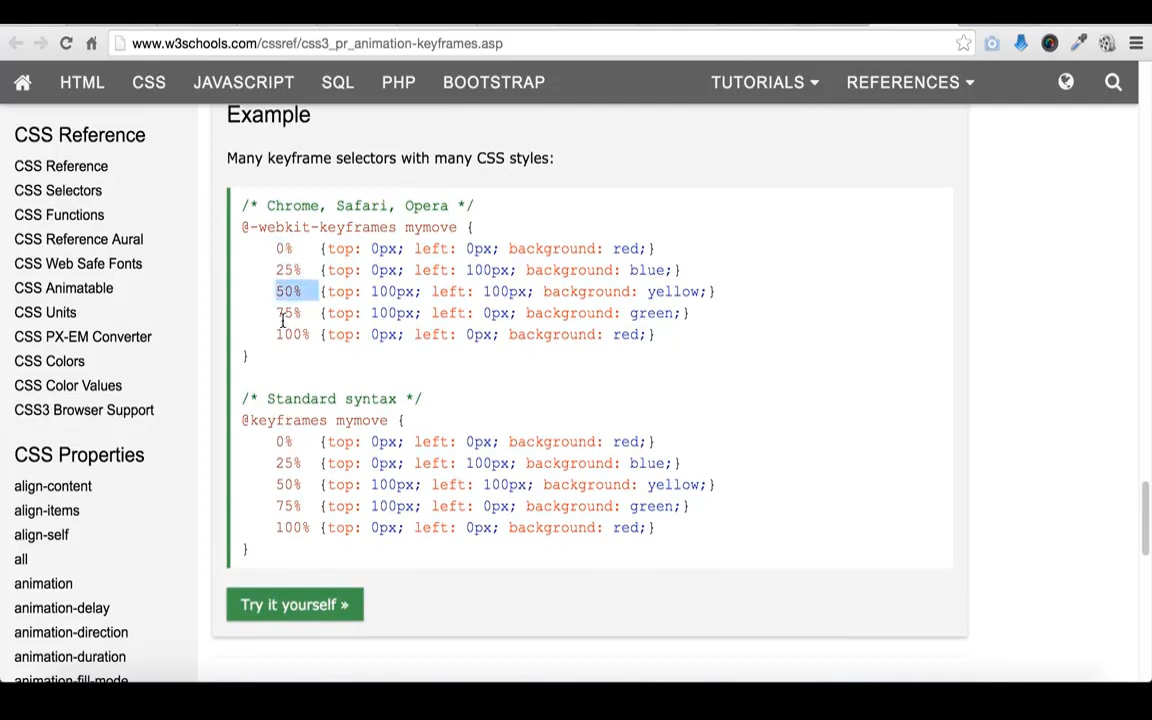 www.w3schools.com/cssref/css3_pr_animation-keyframes.asp
HTML CSS JAVASCRIPT SQL PHP BOOTSTRAP TUTORIALS REFERENCES
CSS Reference
CSS Reference
CSS Selectors
CSS Functions
CSS Reference Aural
CSS Web Safe Fonts
CSS Animatable
CSS Units
CSS PX-EM Converter
CSS Colors
CSS Color Values
CSS3 Browser Support
CSS Properties
align-content
align-items
align-self
all
animation
animation-delay
animation-direction
animation-duration
animation-fill-mode
Example
Many keyframe selectors with many CSS styles:
/* Chrome, Safari, Opera */
@-webkit-keyframes mymove {
0% {top: 0px; left: 0px; background: red;}
25% {top: 0px; left: 100px; background: blue;}
50% {top: 100px; left: 100px; background: yellow;}
75% {top: 100px; left: 0px; background: green;}
100% {top: 0px; left: 0px; background: red;}
}
/* Standard syntax */
@keyframes mymove {
0% {top: 0px; left: 0px; background: red;}
25% {top: 0px; left: 100px; background: blue;}
50% {top: 100px; left: 100px; background: yellow;}
75% {top: 100px; left: 0px; background: green;}
100% {top: 0px; left: 0px; background: red;}
}
Try it yourself »